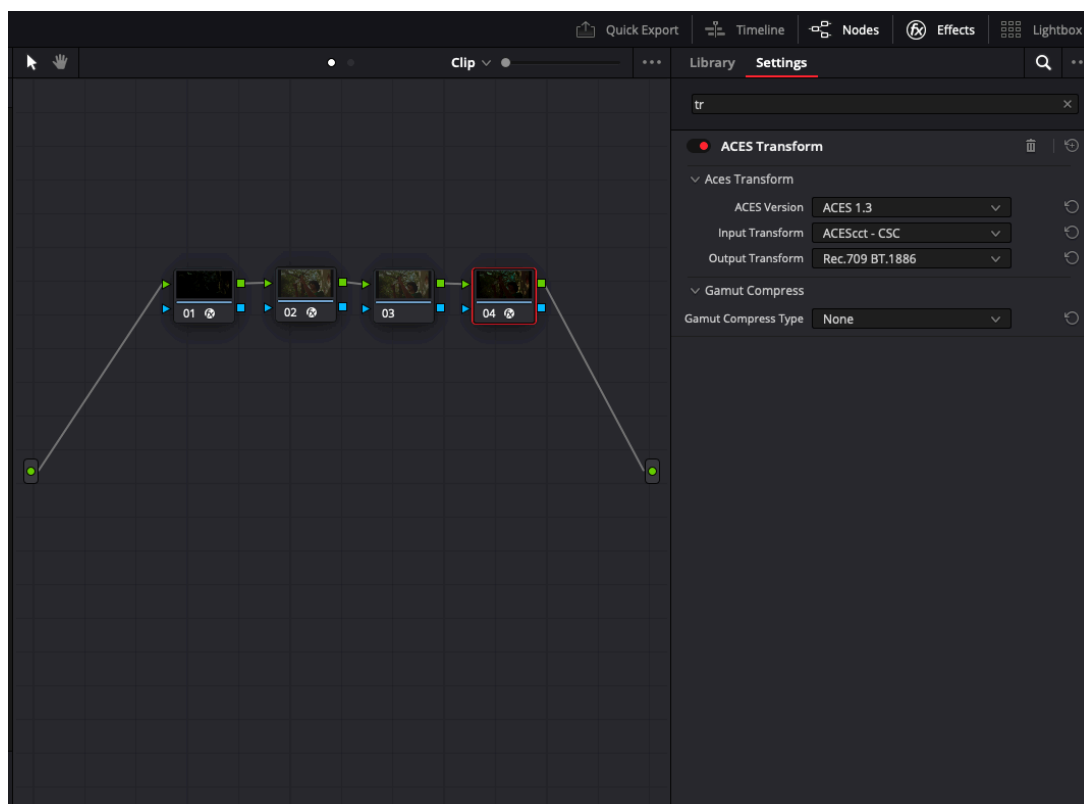 Quick Export Timeline Nodes Effects Lightbox
Clip Library Settings
tr
ACES Transform
Aces Transform
ACES Version ACES 1.3
Input Transform ACEScct - CSC
Output Transform Rec.709 BT.1886
Gamut Compress
Gamut Compress Type None
01 02 03 04